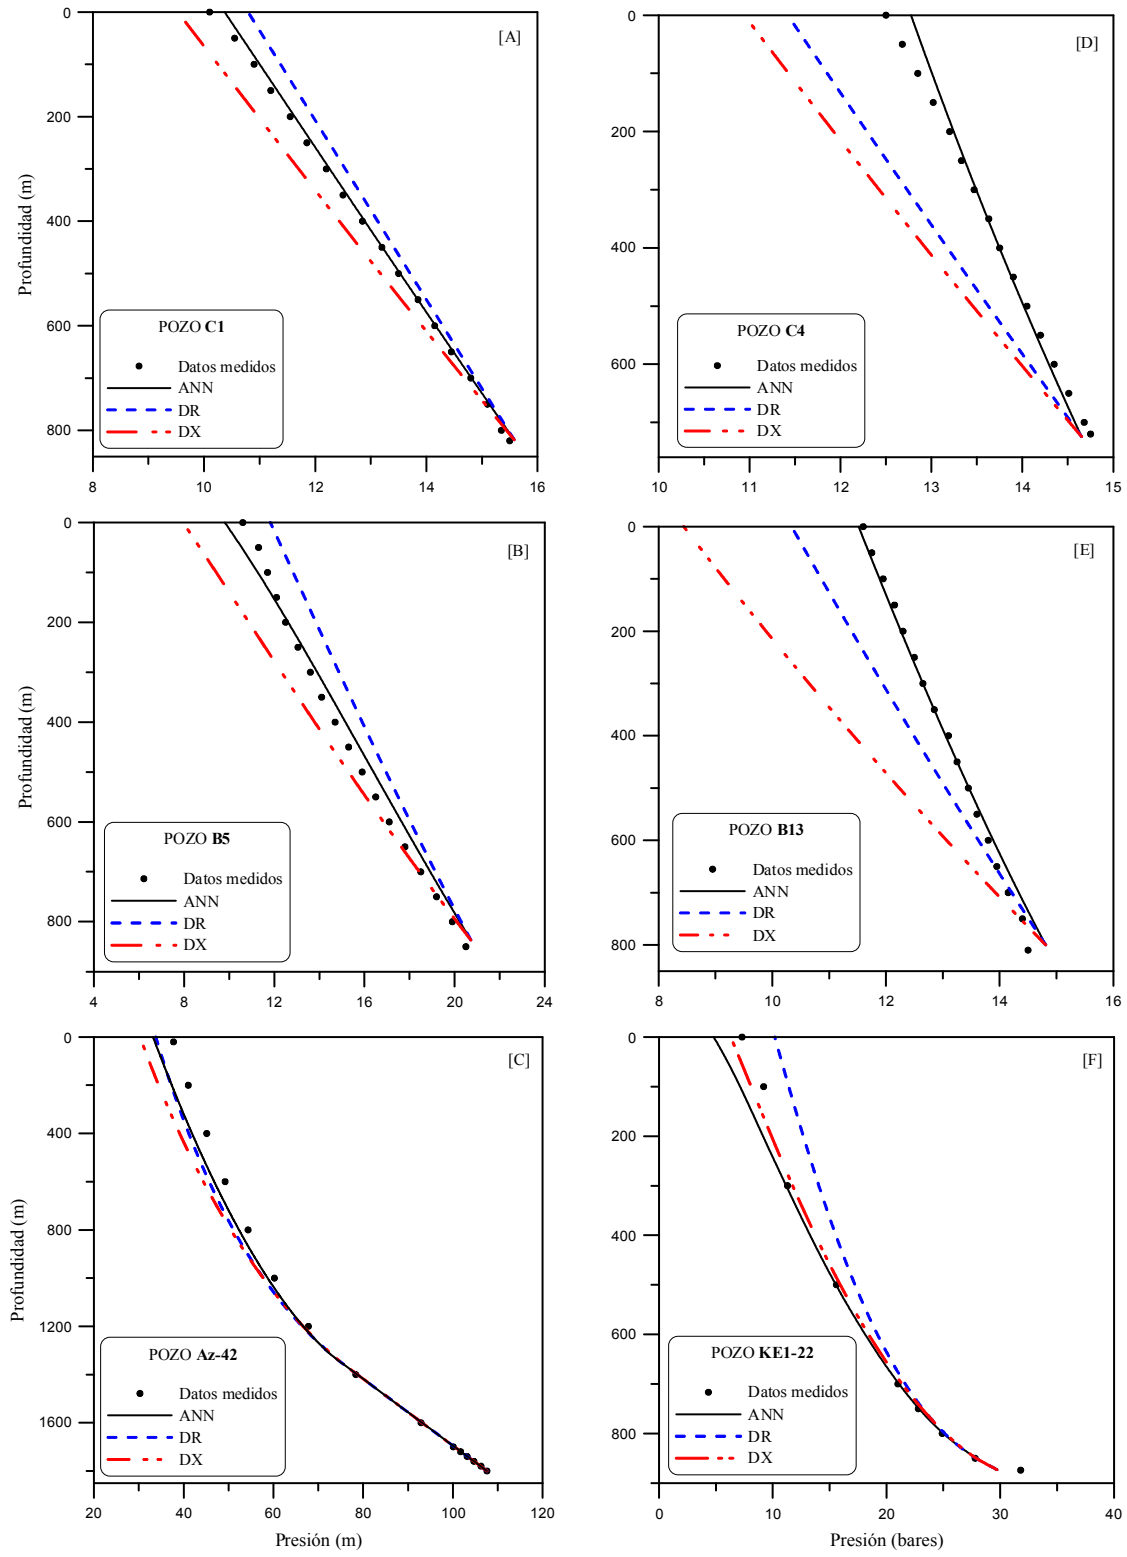 [A]
0
200
400
600
800
Profundidad (m)
POZO C1
Datos medidos
ANN
DR
DX
8 10 12 14 16
[D]
0
200
400
600
POZO C4
Datos medidos
ANN
DR
DX
10 11 12 13 14 15
[B]
0
200
400
600
800
Profundidad (m)
POZO B5
Datos medidos
ANN
DR
DX
4 8 12 16 20 24
[E]
0
200
400
600
800
POZO B13
Datos medidos
ANN
DR
DX
8 10 12 14 16
[C]
0
400
800
1200
1600
Profundidad (m)
POZO Az-42
Datos medidos
ANN
DR
DX
20 40 60 80 100 120
Presión (m)
[F]
0
200
400
600
800
POZO KE1-22
Datos medidos
ANN
DR
DX
0 10 20 30 40
Presión (bares)